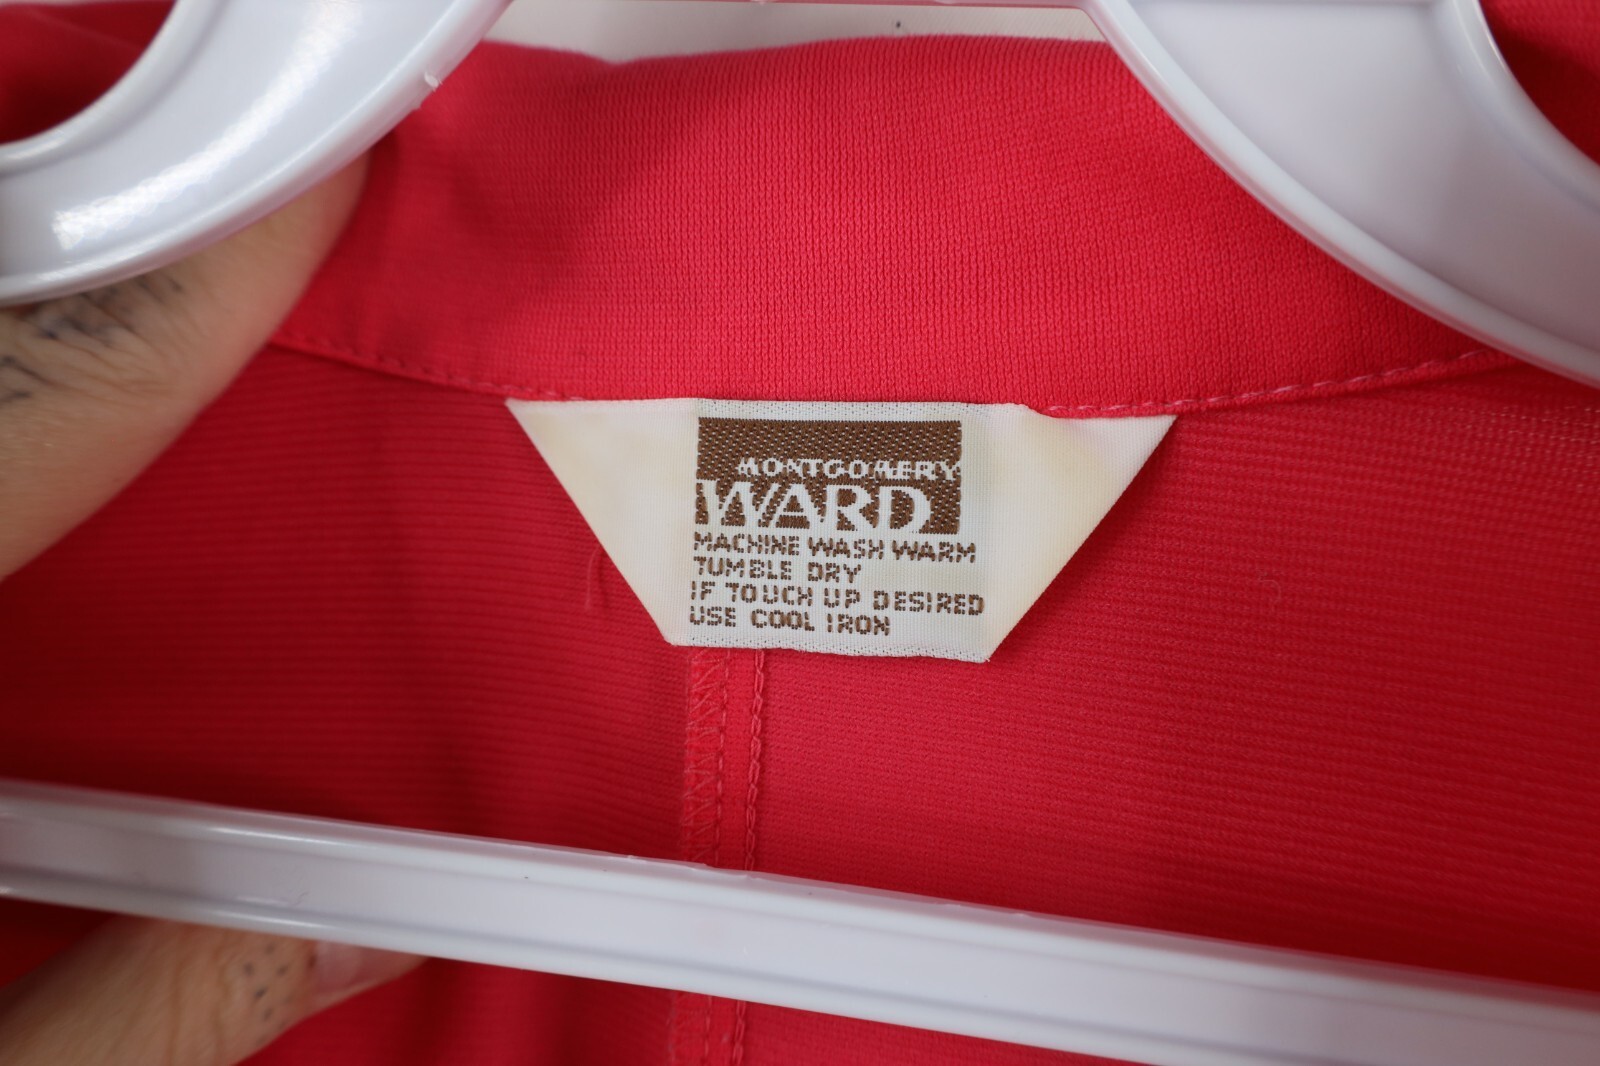 MONTGOMERY
WARD
MACHINE WASH WARM
TUMBLE DRY
IF TOUCH UP DESIRED
USE COOL IRON